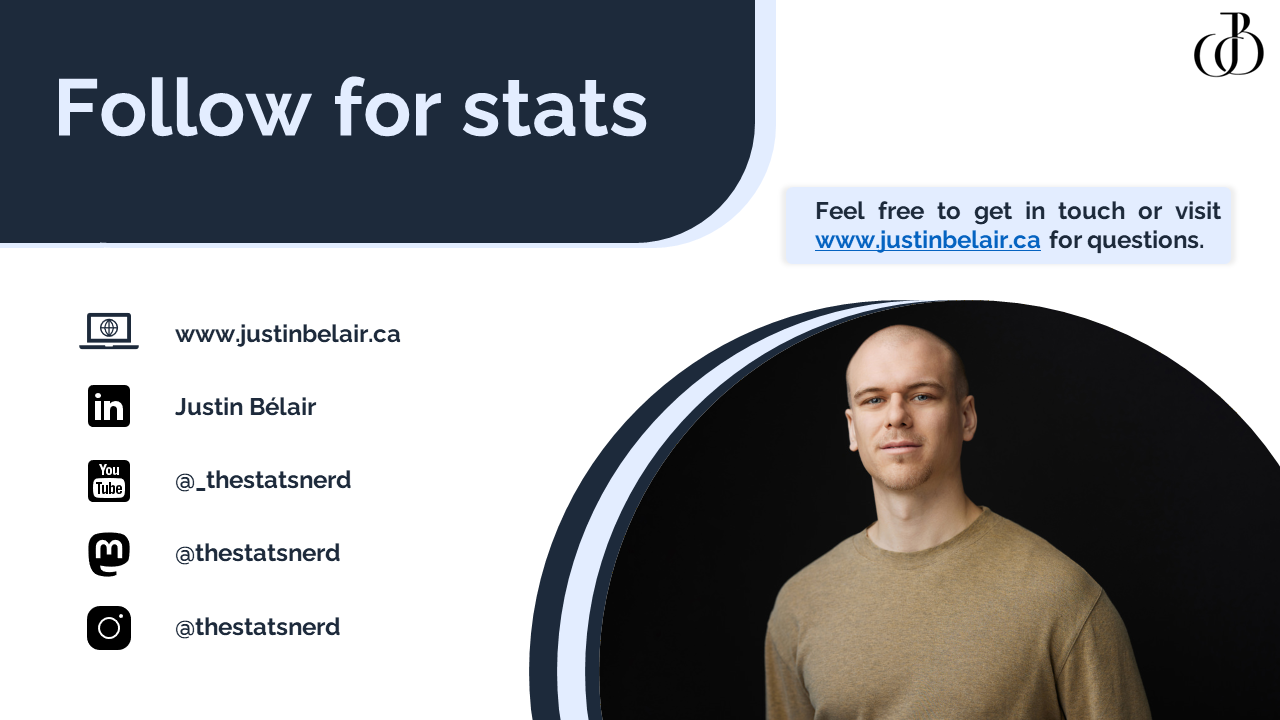 Follow for stats
Feel free to get in touch or visit
www.justinbelair.ca for questions.
www.justinbelair.ca
in
Justin Bélair
You
Tube
@_thestatsnerd
m
@thestatsnerd
@thestatsnerd